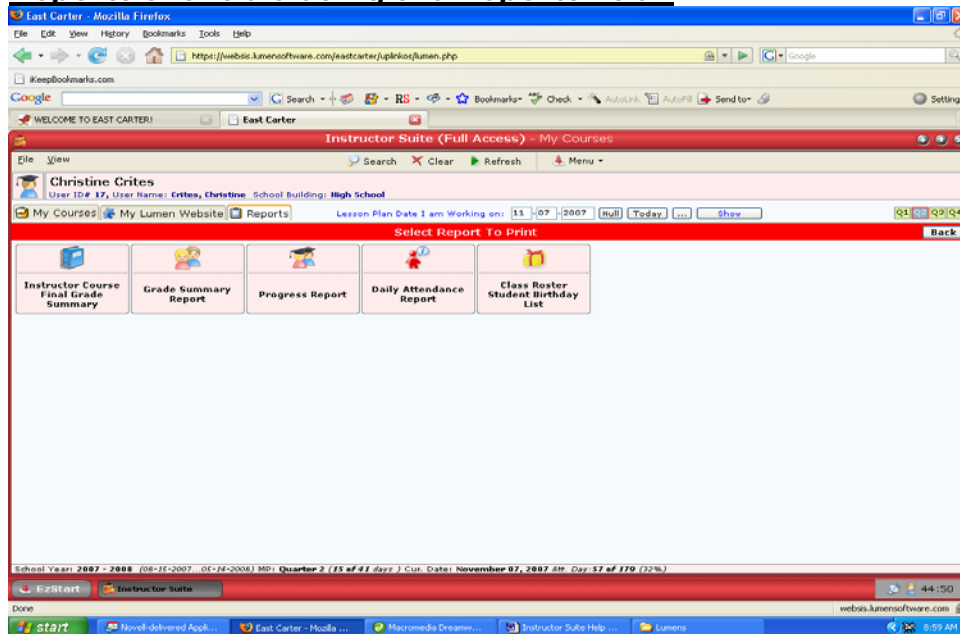 East Carter - Mozilla Firefox
File Edit View History Bookmarks Tools Help
https://websis.lumensoftware.com/eastcarter/uplinkos/lumen.php
Google
iKeepBookmarks.com
Google Search RS Bookmarks Check AutoLink AutoFill Send to Setting
WELCOME TO EAST CARTER! East Carter
Instructor Suite (Full Access) - My Courses
File View Search Clear Refresh Menu
Christine Crites
User ID# 17, User Name: Crites, Christine School Building: High School
My Courses My Lumen Website Reports Lesson Plan Date I am Working on: 11 -07 -2007 Null Today ... Show Q1 Q2 Q3 Q4
Select Report To Print Back
Instructor Course Final Grade Summary
Grade Summary Report
Progress Report
Daily Attendance Report
Class Roster Student Birthday List
School Year: 2007 - 2008 (08-15-2007...05-14-2008) MP: Quarter 2 (15 of 41 days ) Cur. Date: November 07, 2007 Att. Day: 57 of 179 (32%)
EzStart Instructor Suite 44:50
Done websis.lumensoftware.com
start Novell-delivered Appli... East Carter - Mozilla ... Macromedia Dreamw... Instructor Suite Help ... Lumens 8:59 AM